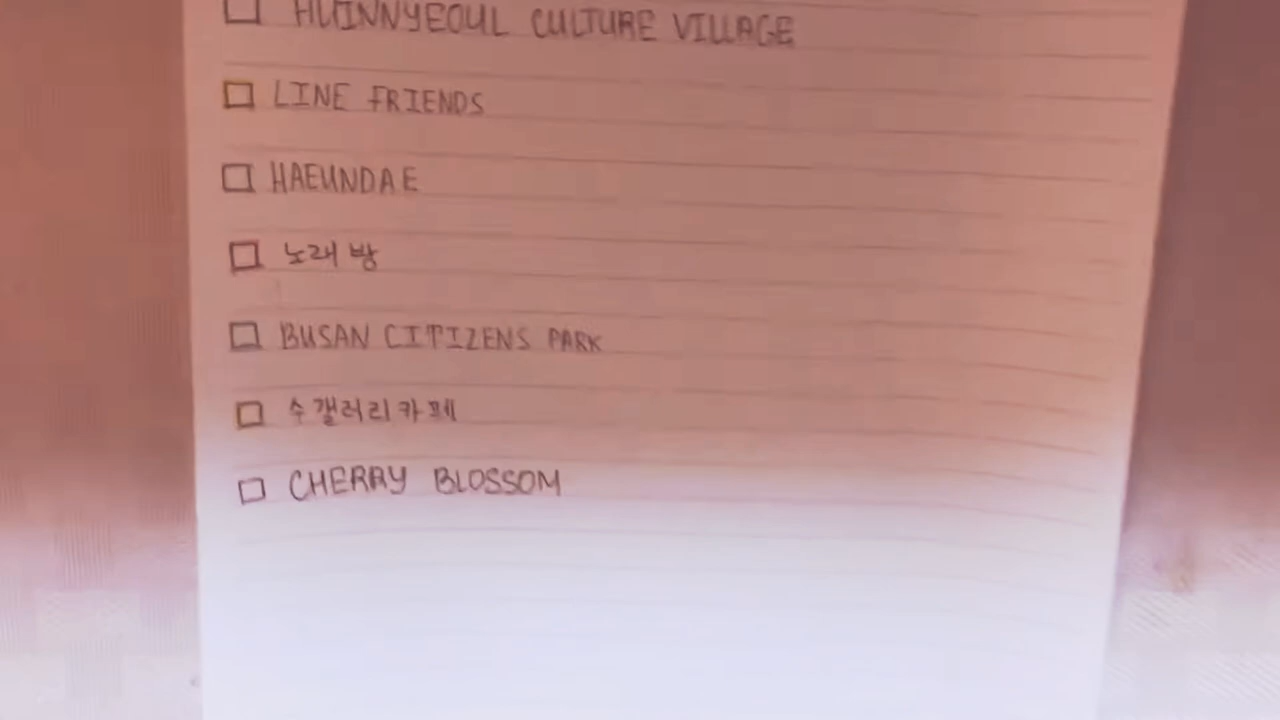 HUINNYEOUL CULTURE VILLAGE
LINE FRIENDS
HAEUNDAE
노래방
BUSAN CITIZENS PARK
수갤러리카페
CHERRY BLOSSOM